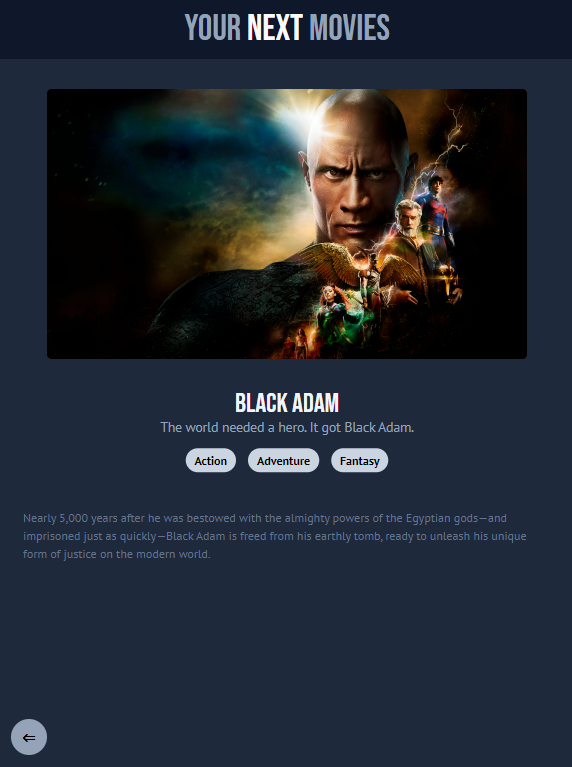 YOUR NEXT MOVIES
BLACK ADAM
The world needed a hero. It got Black Adam.
Action Adventure Fantasy
Nearly 5,000 years after he was bestowed with the almighty powers of the Egyptian gods—and
imprisoned just as quickly—Black Adam is freed from his earthly tomb, ready to unleash his unique
form of justice on the modern world.
⇐